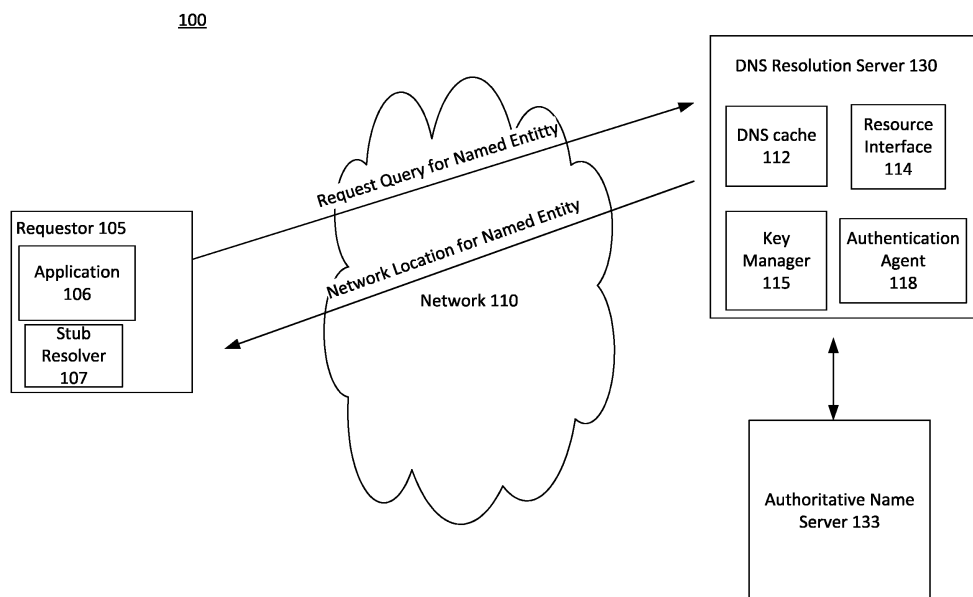 100
DNS Resolution Server 130
DNS cache
112
Resource
Interface
114
Key
Manager
115
Authentication
Agent
118
Request Query for Named Entitty
Network Location for Named Entity
Network 110
Requestor 105
Application
106
Stub
Resolver
107
Authoritative Name
Server 133